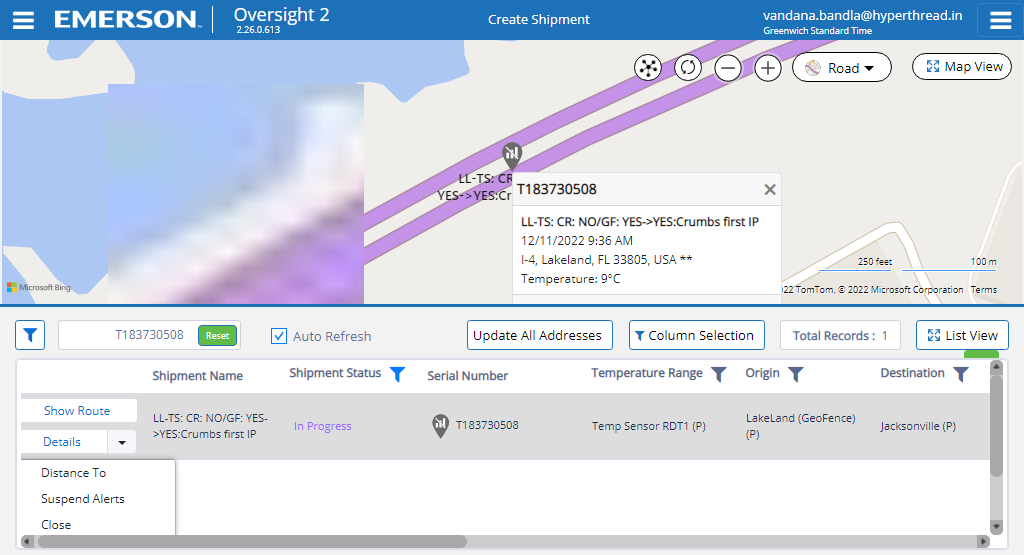 EMERSON
Oversight 2
2.26.0.613
Create Shipment
vandana.bandla@hyperthread.in
Greenwich Standard Time
Road
Map View
LL-TS: CR
YES->YES:Cr
T183730508
LL-TS: CR: NO/GF: YES->YES:Crumbs first IP
12/11/2022 9:36 AM
I-4, Lakeland, FL 33805, USA **
Temperature: 9°C
250 feet
100 m
Microsoft Bing
22 TomTom, © 2022 Microsoft Corporation Terms
T183730508
Reset
Auto Refresh
Update All Addresses
Column Selection
Total Records : 1
List View
Shipment Name
Shipment Status
Serial Number
Temperature Range
Origin
Destination
Show Route
Details
LL-TS: CR: NO/GF: YES-
>YES:Crumbs first IP
In Progress
T183730508
Temp Sensor RDT1 (P)
LakeLand (GeoFence)
(P)
Jacksonville (P)
Distance To
Suspend Alerts
Close